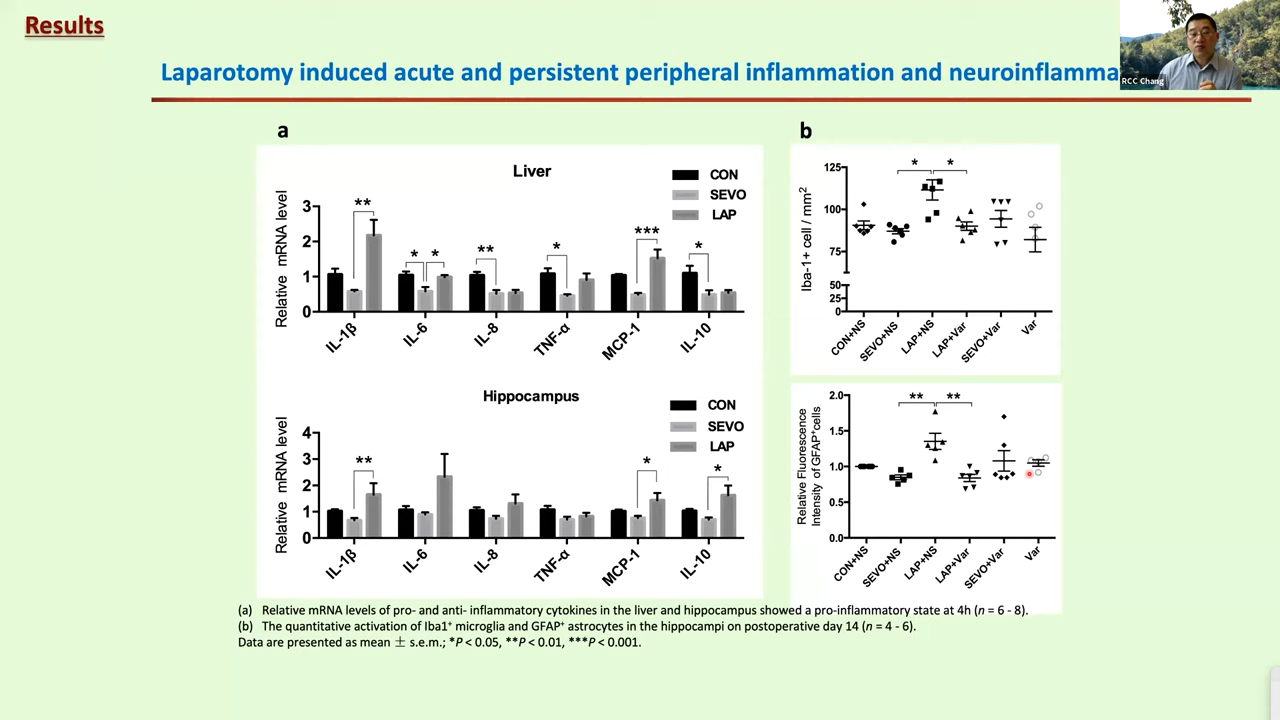 Results
Laparotomy induced acute and persistent peripheral inflammation and neuroinflamma
RCC Chang
a
b
Liver
CON
SEVO
LAP
Relative mRNA level
3
2
1
0
**
*
*
**
*
***
*
IL-1β
IL-6
IL-8
TNF-α
MCP-1
IL-10
Hippocampus
CON
SEVO
LAP
Relative mRNA level
4
3
2
1
0
**
*
*
IL-1β
IL-6
IL-8
TNF-α
MCP-1
IL-10
Iba-1+ cell / mm²
125
100
75
50
25
0
*
*
CON+NS
SEVO+NS
LAP+NS
LAP+Var
SEVO+Var
Var
Relative Fluorescence
Intensity of GFAP⁺cells
2.0
1.5
1.0
0.5
0.0
**
**
CON+NS
SEVO+NS
LAP+NS
LAP+Var
SEVO+Var
Var
(a) Relative mRNA levels of pro- and anti- inflammatory cytokines in the liver and hippocampus showed a pro-inflammatory state at 4h (n = 6 - 8).
(b) The quantitative activation of Iba1⁺ microglia and GFAP⁺ astrocytes in the hippocampi on postoperative day 14 (n = 4 - 6).
Data are presented as mean ± s.e.m.; *P < 0.05, **P < 0.01, ***P < 0.001.